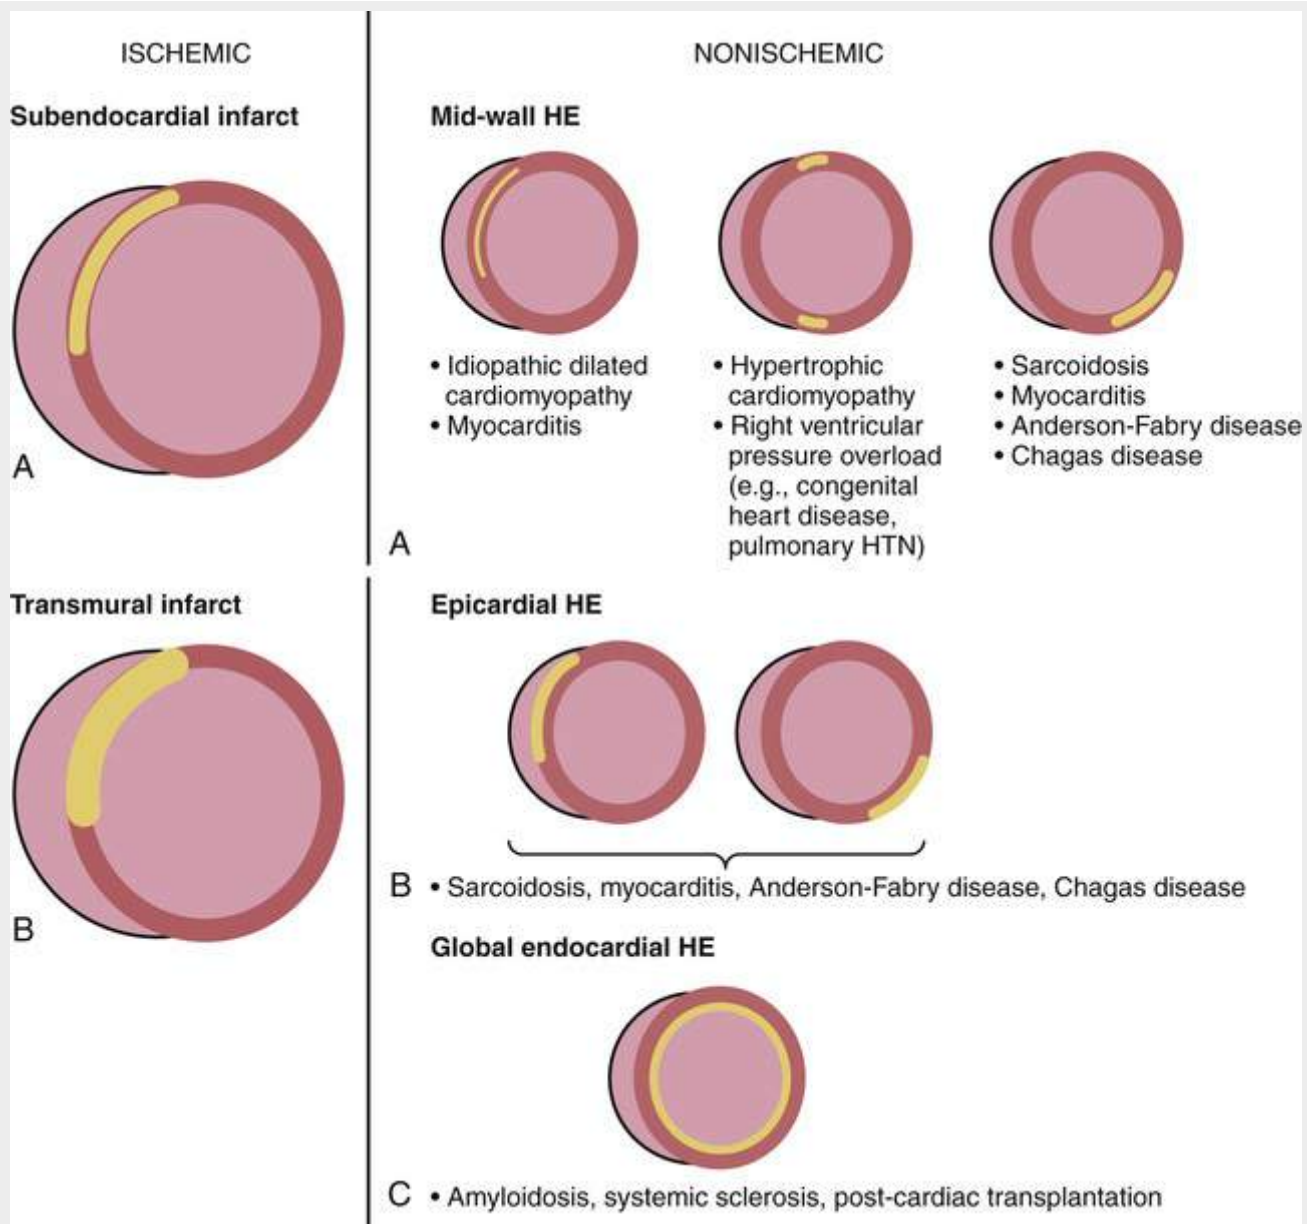 ISCHEMIC
Subendocardial infarct
A
Transmural infarct
B
NONISCHEMIC
Mid-wall HE
• Idiopathic dilated
cardiomyopathy
• Myocarditis
• Hypertrophic
cardiomyopathy
• Right ventricular
pressure overload
(e.g., congenital
heart disease,
pulmonary HTN)
• Sarcoidosis
• Myocarditis
• Anderson-Fabry disease
• Chagas disease
A
Epicardial HE
B • Sarcoidosis, myocarditis, Anderson-Fabry disease, Chagas disease
Global endocardial HE
C • Amyloidosis, systemic sclerosis, post-cardiac transplantation